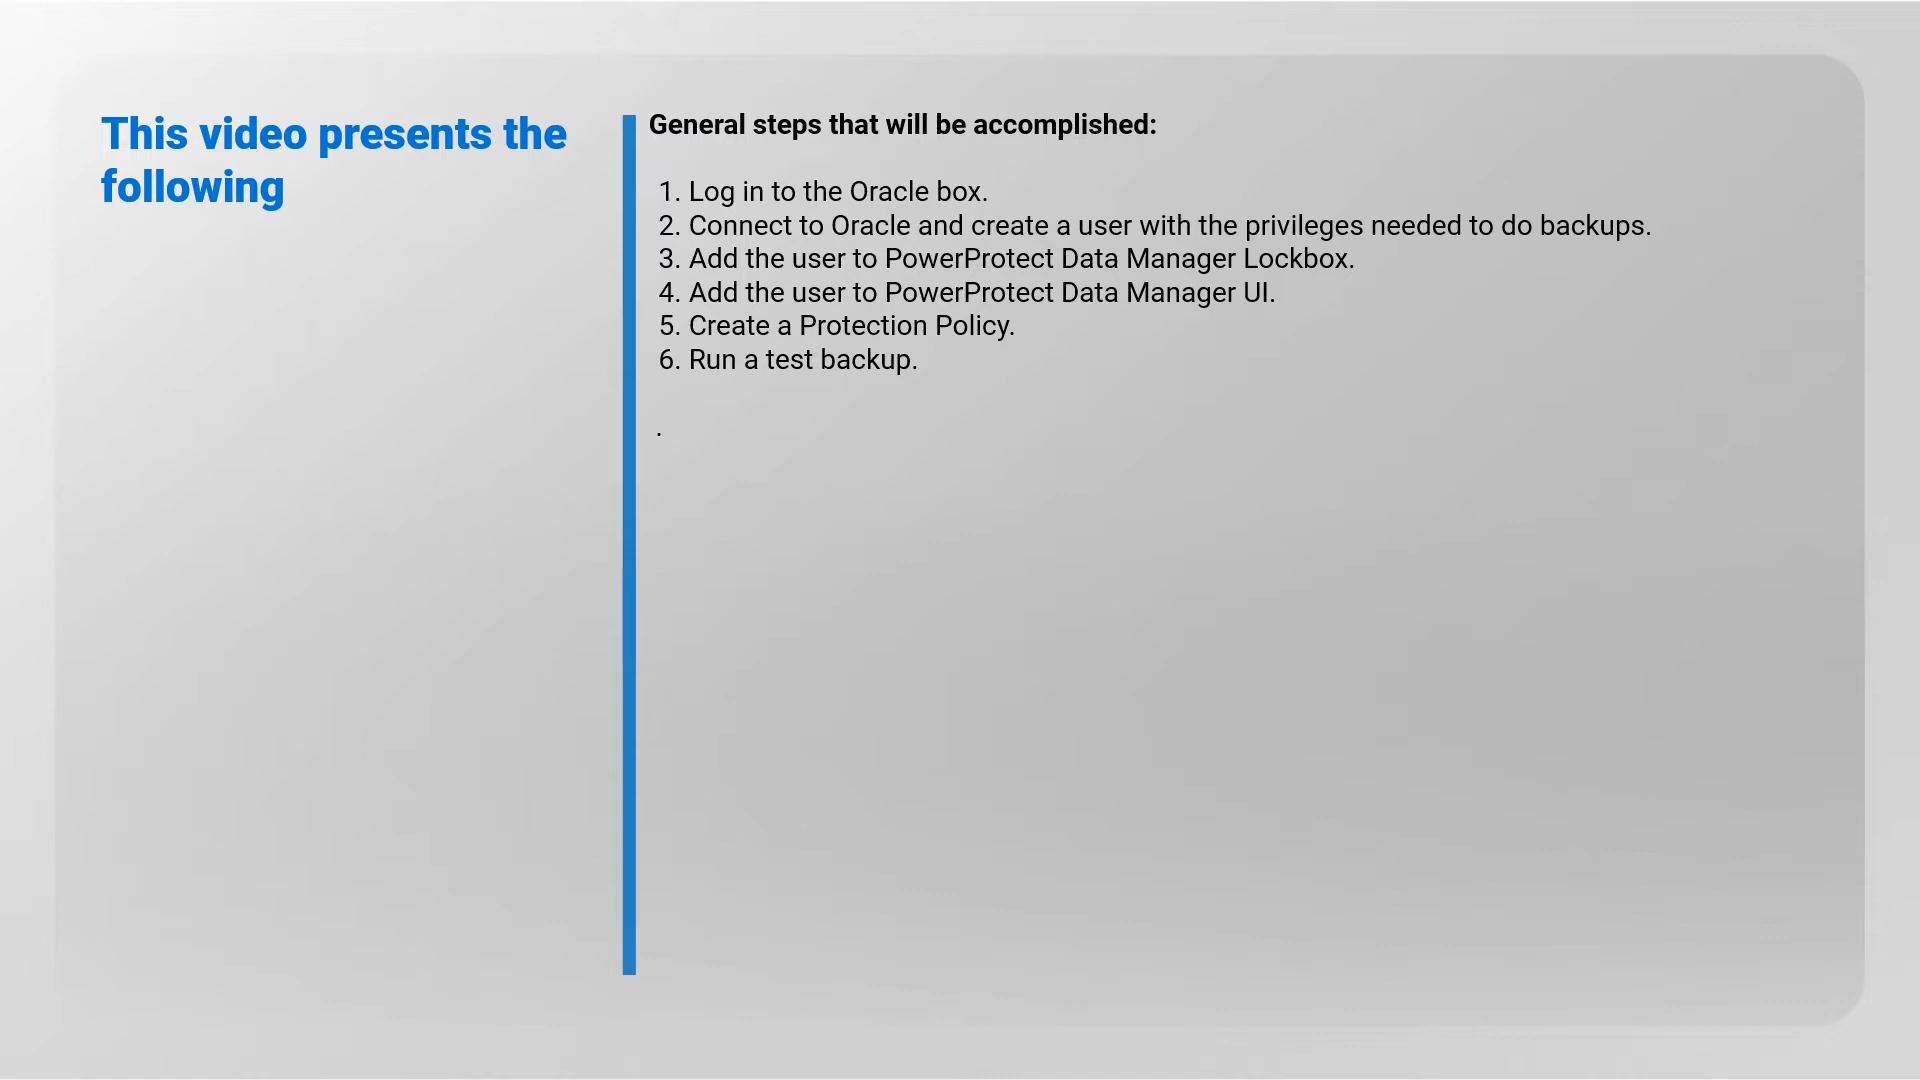 This video presents the
following
General steps that will be accomplished:
1. Log in to the Oracle box.
2. Connect to Oracle and create a user with the privileges needed to do backups.
3. Add the user to PowerProtect Data Manager Lockbox.
4. Add the user to PowerProtect Data Manager UI.
5. Create a Protection Policy.
6. Run a test backup.
.